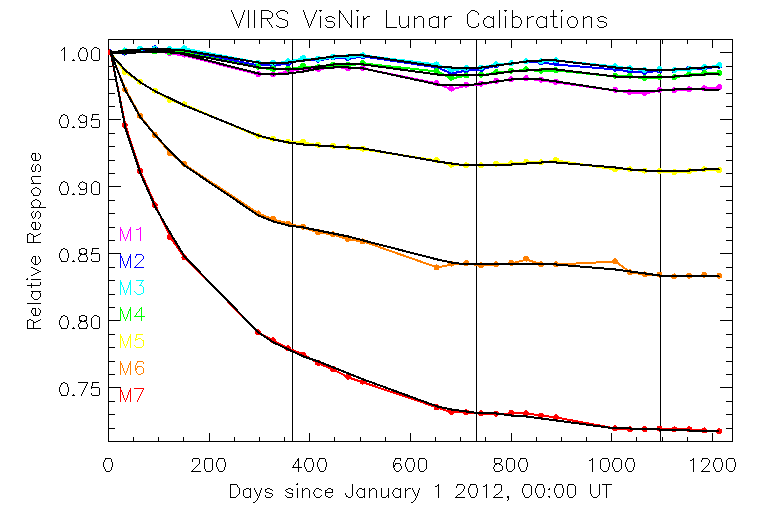 VIIRS VisNir Lunar Calibrations
1.00
0.95
0.90
0.85
0.80
0.75
Relative Response
M1
M2
M3
M4
M5
M6
M7
0 200 400 600 800 1000 1200
Days since January 1 2012, 00:00 UT